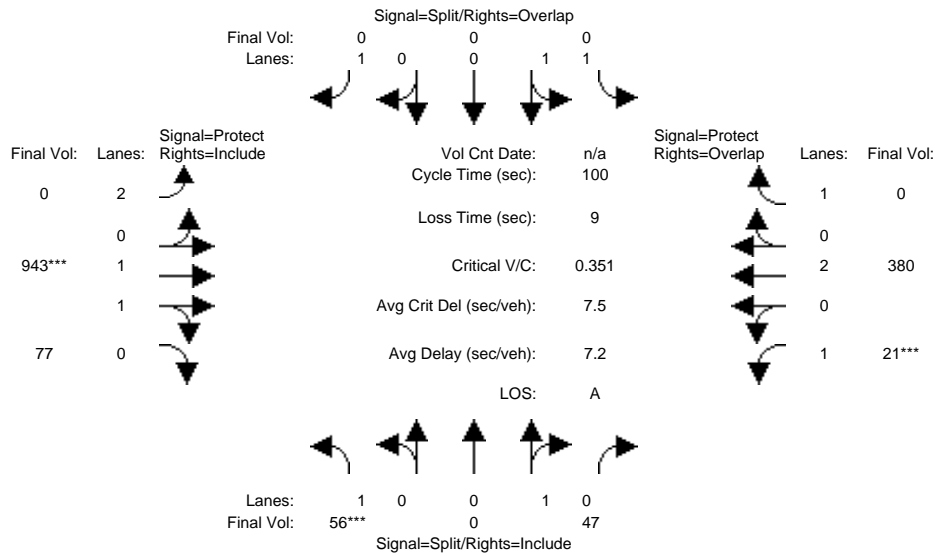 Signal=Split/Rights=Overlap
Final Vol: 0 0 0
Lanes: 1 0 0 1 1
Signal=Protect
Final Vol: Lanes: Rights=Include
Vol Cnt Date: n/a
Signal=Protect
Rights=Overlap Lanes: Final Vol:
Cycle Time (sec): 100
0 2
1 0
Loss Time (sec): 9
0
0
943*** 1
Critical V/C: 0.351
2 380
1
Avg Crit Del (sec/veh): 7.5
0
77 0
Avg Delay (sec/veh): 7.2
1 21***
LOS: A
Lanes: 1 0 0 1 0
Final Vol: 56*** 0 47
Signal=Split/Rights=Include